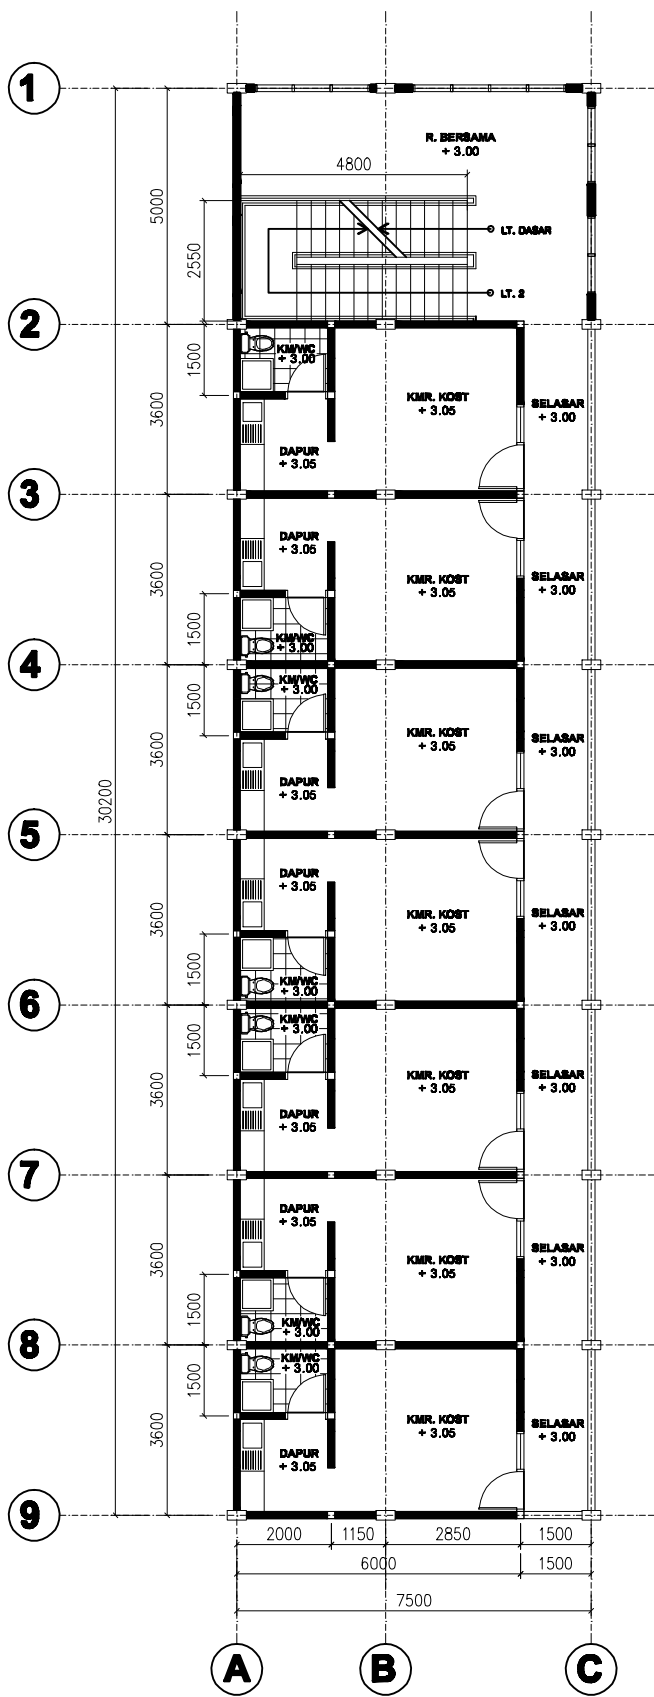 1
R. BERSAMA
+ 3.00
4800
5000
2550
LT. DASAR
LT. 2
2
KM/WC
+ 3.00
1500
3600
KMR. KOST
+ 3.05
SELASAR
+ 3.00
DAPUR
+ 3.05
3
DAPUR
+ 3.05
3600
KMR. KOST
+ 3.05
SELASAR
+ 3.00
1500
KM/WC
+ 3.00
4
KM/WC
+ 3.00
1500
3600
KMR. KOST
+ 3.05
SELASAR
+ 3.00
DAPUR
+ 3.05
30200
5
DAPUR
+ 3.05
3600
KMR. KOST
+ 3.05
SELASAR
+ 3.00
1500
KM/WC
+ 3.00
6
KM/WC
+ 3.00
1500
3600
KMR. KOST
+ 3.05
SELASAR
+ 3.00
DAPUR
+ 3.05
7
DAPUR
+ 3.05
3600
KMR. KOST
+ 3.05
SELASAR
+ 3.00
1500
KM/WC
+ 3.00
8
KM/WC
+ 3.00
1500
3600
KMR. KOST
+ 3.05
SELASAR
+ 3.00
DAPUR
+ 3.05
9
2000 1150 2850 1500
6000 1500
7500
A B C